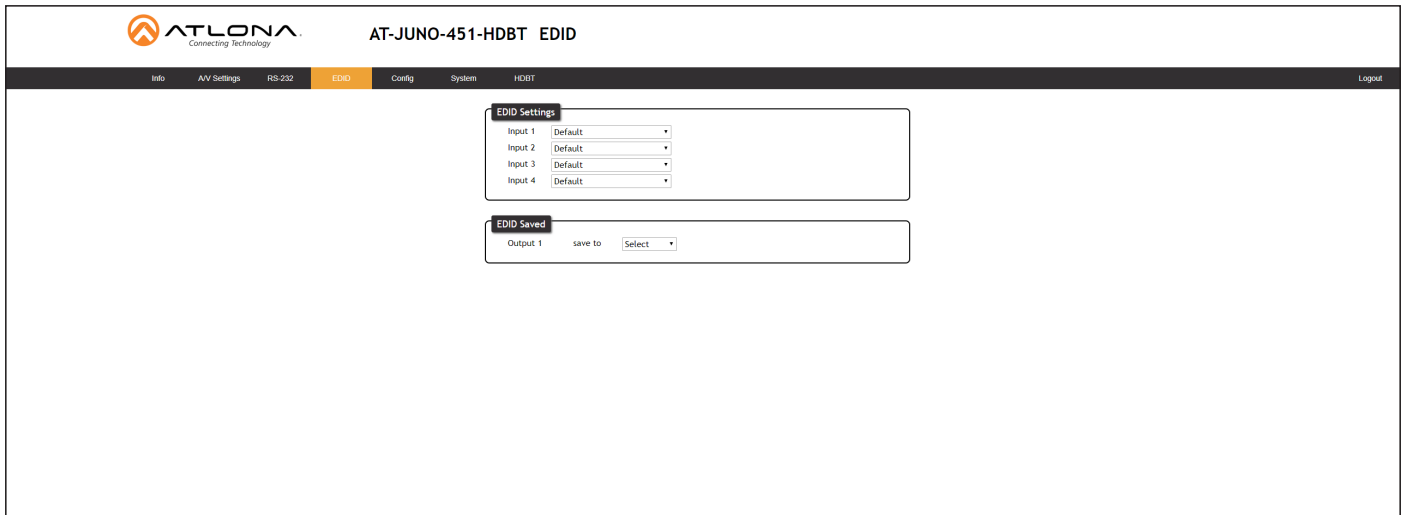 ATLONA.
Connecting Technology
AT-JUNO-451-HDBT EDID
Info A/V Settings RS-232 EDID Config System HDBT Logout
EDID Settings
Input 1 Default
Input 2 Default
Input 3 Default
Input 4 Default
EDID Saved
Output 1 save to Select